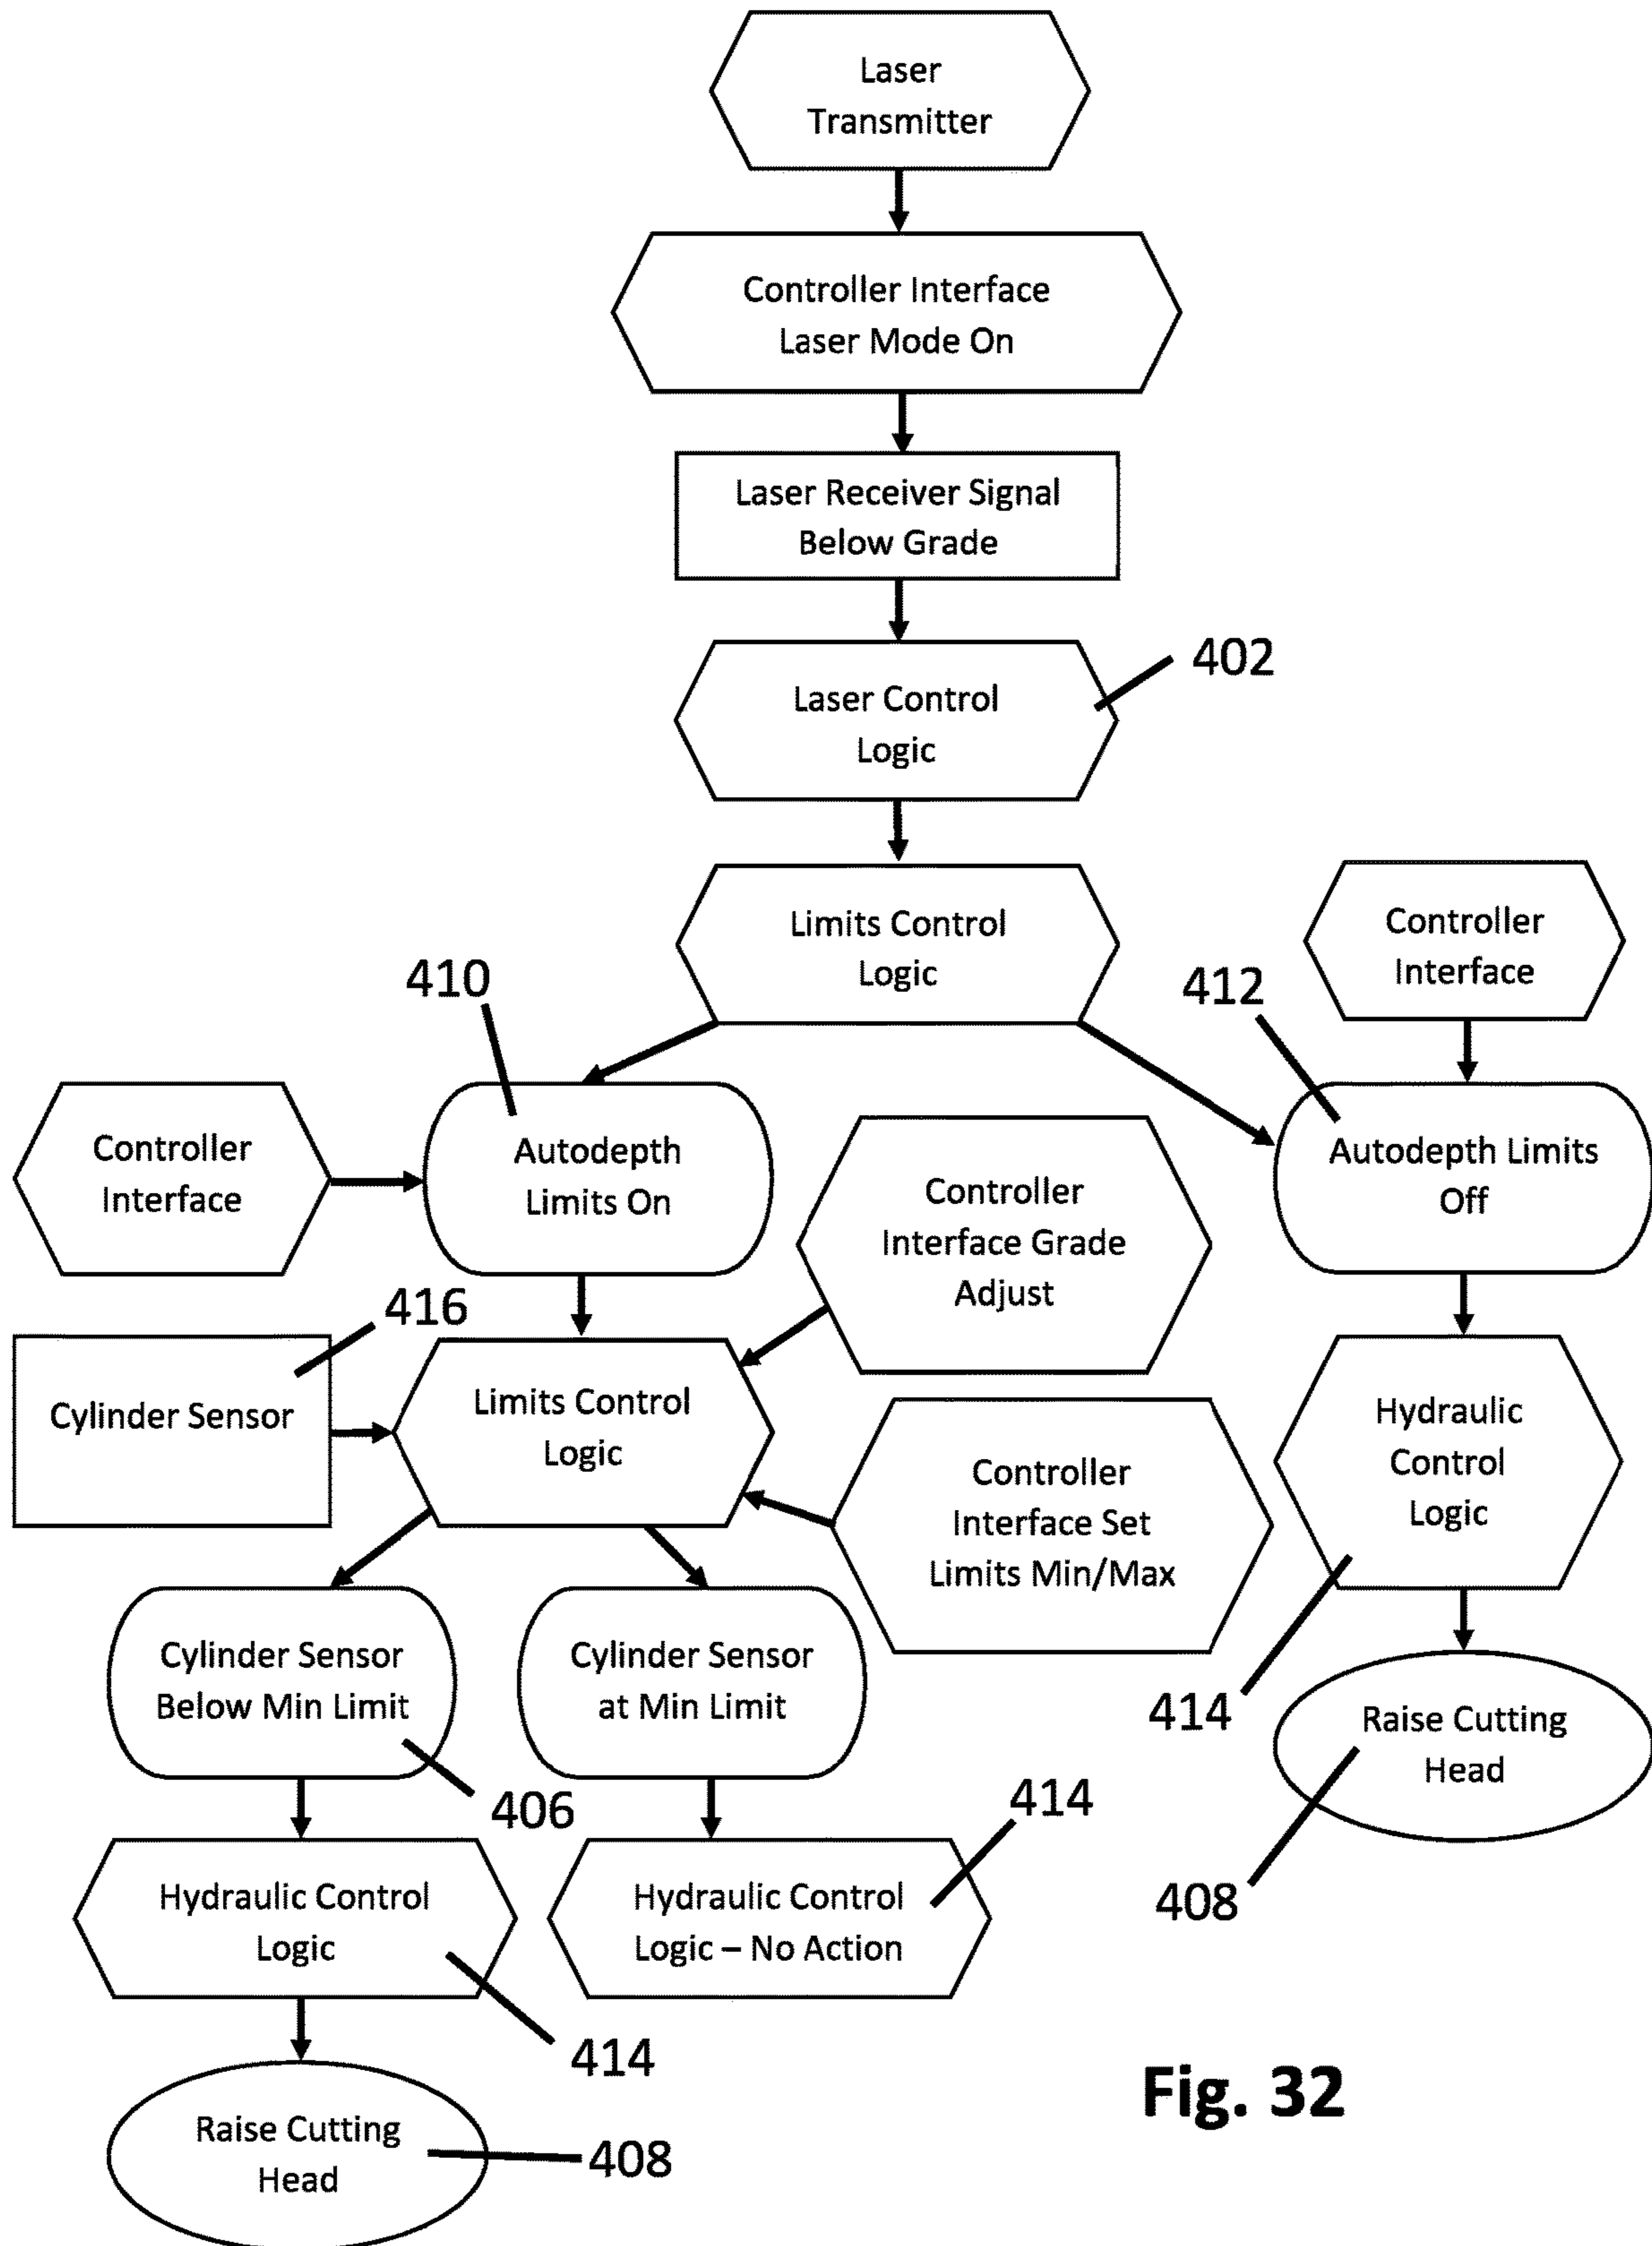 Laser
Transmitter
Controller Interface
Laser Mode On
Laser Receiver Signal
Below Grade
402
Laser Control
Logic
Limits Control
Logic
Controller
Interface
410
412
Controller
Interface
Autodepth
Limits On
Controller
Interface Grade
Adjust
Autodepth Limits
Off
416
Cylinder Sensor
Limits Control
Logic
Controller
Interface Set
Limits Min/Max
Hydraulic
Control
Logic
414
Cylinder Sensor
Below Min Limit
406
Cylinder Sensor
at Min Limit
Raise Cutting
Head
408
Hydraulic Control
Logic
414
Hydraulic Control
Logic – No Action
414
Raise Cutting
Head
408
Fig. 32